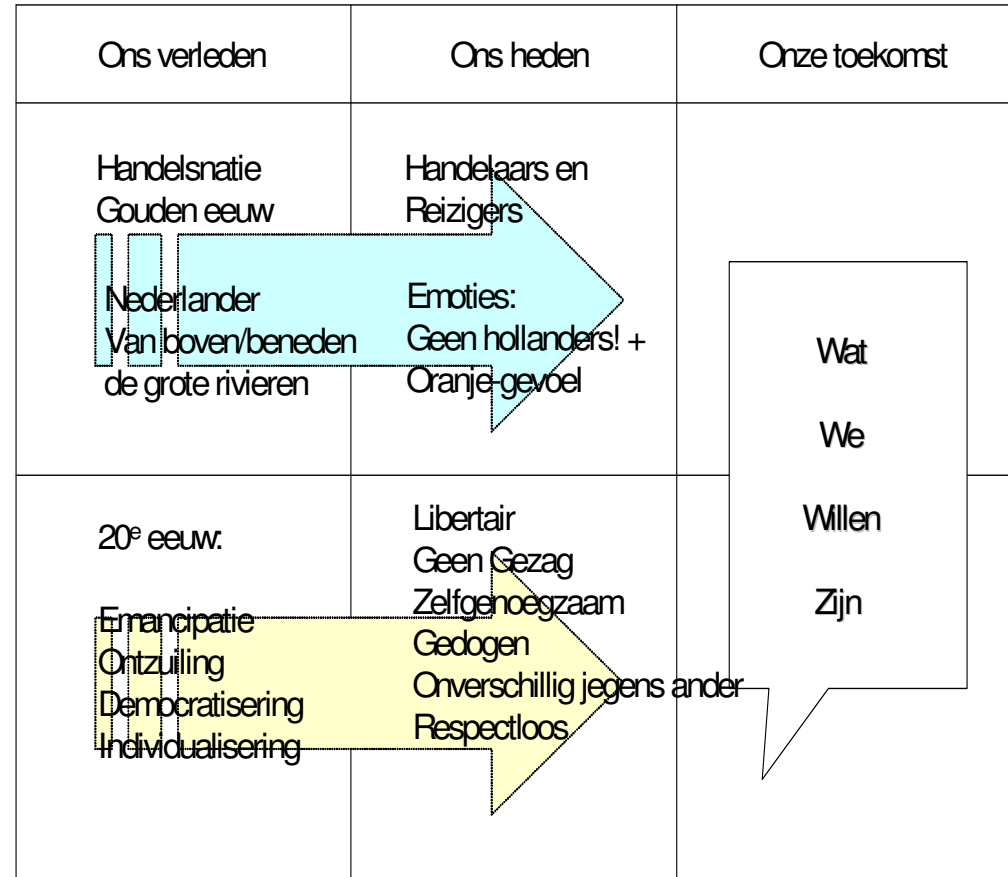 Ons verleden
Ons heden
Onze toekomst
Handelsnatie
Gouden eeuw
Nederlander
Van boven/beneden
de grote rivieren
Handelaars en
Reizigers
Emoties:
Geen hollanders! +
Oranje-gevoel
20e eeuw:
Emancipatie
Ontzuiling
Democratisering
Individualisering
Libertair
Geen Gezag
Zelfgenoegzaam
Gedogen
Onverschillig jegens ander
Respectloos
Wat
We
Willen
Zijn